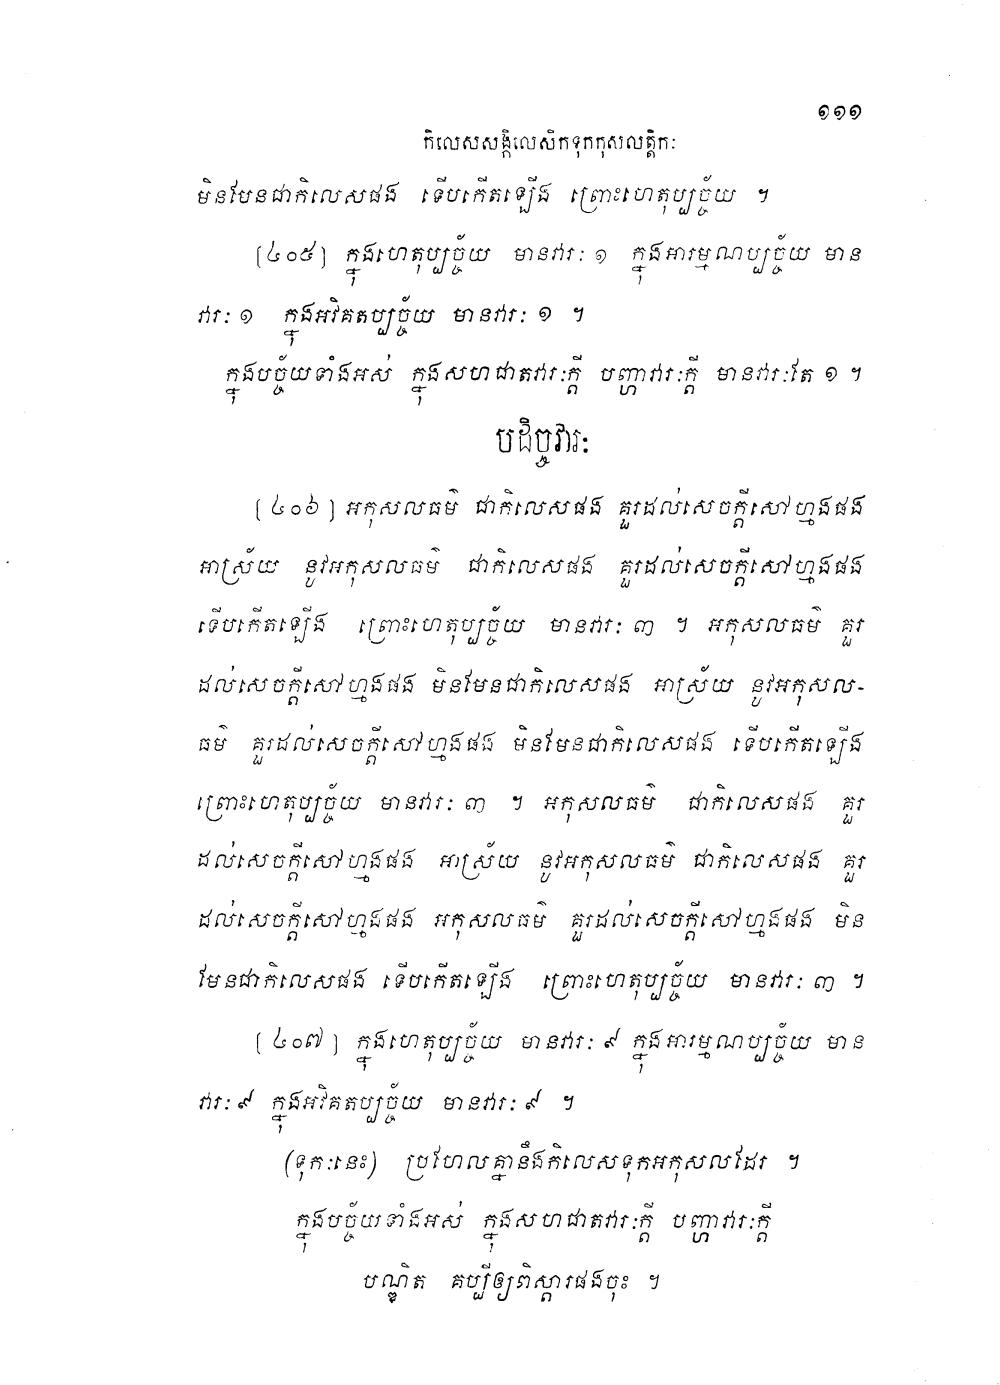 ១១១
កិលេសសង្កិលេសិកទុកកុសលត្តិកៈ
មិនមែនជាកិលេសផង ទើបកើតឡើង ព្រោះហេតុប្បច្ច័យ ។
(៤០៥) ក្នុងហេតុប្បច្ច័យ មានវារៈ ១ ក្នុងអារម្មណប្បច្ច័យ មាន
វារៈ ១ ក្នុងអវិគតប្បច្ច័យ មានវារៈ ១ ។
ក្នុងបច្ច័យទាំងអស់ ក្នុងសហជាតវារៈក្តី បញ្ហាវារៈក្តី មានវារៈតែ ១ ។
បដិច្ចវារៈ
(៤០៦) អកុសលធម៌ ជាកិលេសផង គួរដល់សេចក្តីសៅហ្មងផង
អាស្រ័យ នូវអកុសលធម៌ ជាកិលេសផង គួរដល់សេចក្តីសៅហ្មងផង
ទើបកើតឡើង ព្រោះហេតុប្បច្ច័យ មានវារៈ ៣ ។ អកុសលធម៌ គួរ
ដល់សេចក្តីសៅហ្មងផង មិនមែនជាកិលេសផង អាស្រ័យ នូវអកុសល-
ធម៌ គួរដល់សេចក្តីសៅហ្មងផង មិនមែនជាកិលេសផង ទើបកើតឡើង
ព្រោះហេតុប្បច្ច័យ មានវារៈ ៣ ។ អកុសលធម៌ ជាកិលេសផង គួរ
ដល់សេចក្តីសៅហ្មងផង អាស្រ័យ នូវអកុសលធម៌ ជាកិលេសផង គួរ
ដល់សេចក្តីសៅហ្មងផង អកុសលធម៌ គួរដល់សេចក្តីសៅហ្មងផង មិន
មែនជាកិលេសផង ទើបកើតឡើង ព្រោះហេតុប្បច្ច័យ មានវារៈ ៣ ។
(៤០៧) ក្នុងហេតុប្បច្ច័យ មានវារៈ ៩ ក្នុងអារម្មណប្បច្ច័យ មាន
វារៈ ៩ ក្នុងអវិគតប្បច្ច័យ មានវារៈ ៩ ។
(ទុកៈនេះ) ប្រហែលគ្នានឹងកិលេសទុកអកុសលដែរ ។
ក្នុងបច្ច័យទាំងអស់ ក្នុងសហជាតវារៈក្តី បញ្ហាវារៈក្តី
បណ្ឌិត គប្បីឲ្យពិស្តារផងចុះ ។